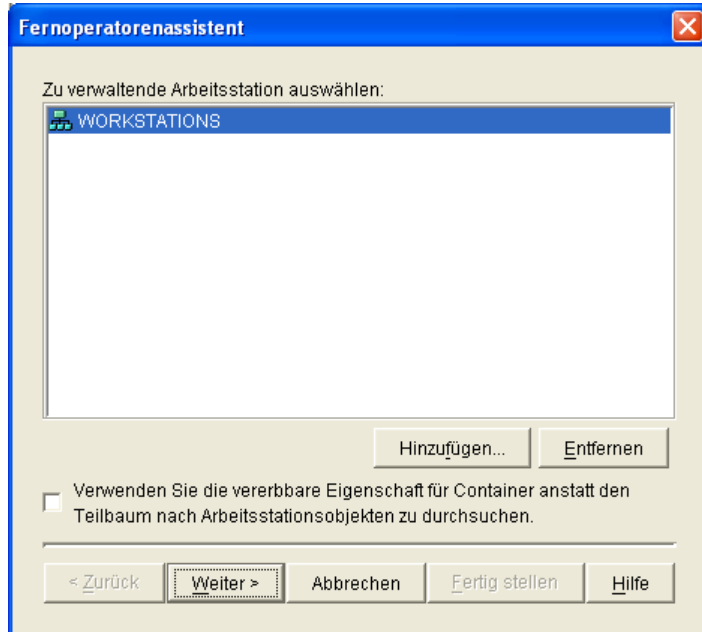 Fernoperatorenassistent
Zu verwaltende Arbeitsstation auswählen:
WORKSTATIONS
Hinzufügen...
Entfernen
Verwenden Sie die vererbbare Eigenschaft für Container anstatt den
Teilbaum nach Arbeitsstationsobjekten zu durchsuchen.
< Zurück
Weiter >
Abbrechen
Fertig stellen
Hilfe